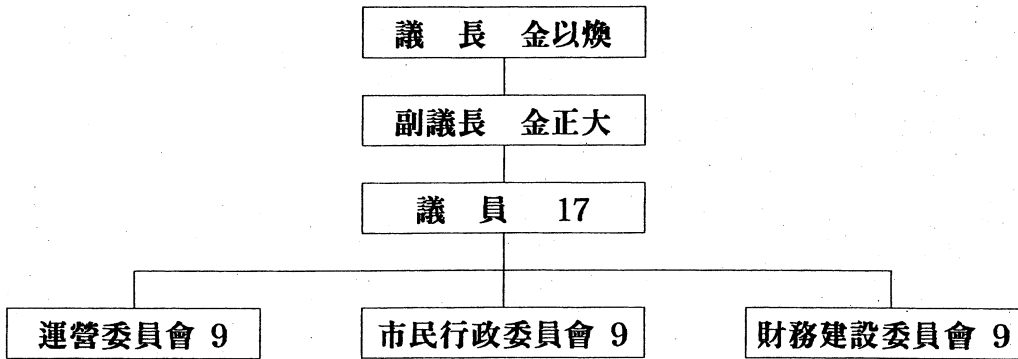 議 長 金以煥
副議長 金正大
議 員 17
運營委員會 9
市民行政委員會 9
財務建設委員會 9